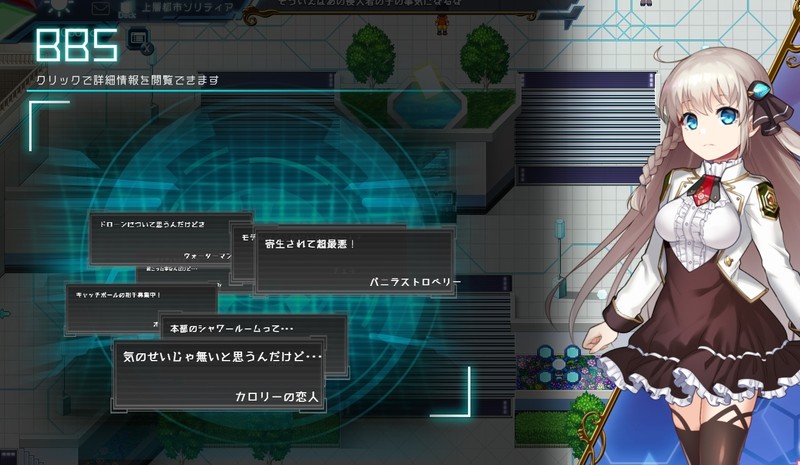 上層都市ソリティア
BBS
クリックで詳細情報を閲覧できます
ドローンについて思うんだけどさ
ウォーターマン
モデ
寄生されて超最悪!
バニラストロベリー
キャッチボールの相手募集中!
本部のシャワールームって・・・
気のせいじゃ無いと思うんだけど・・・
カロリーの恋人